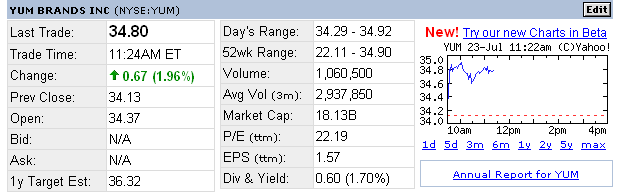 YUM BRANDS INC (NYSE:YUM) Edit
Last Trade: 34.80
Trade Time: 11:24AM ET
Change: 0.67 (1.96%)
Prev Close: 34.13
Open: 34.37
Bid: N/A
Ask: N/A
1y Target Est: 36.32
Day's Range: 34.29 - 34.92
52wk Range: 22.11 - 34.90
Volume: 1,060,500
Avg Vol (3m): 2,937,850
Market Cap: 18.13B
P/E (ttm): 22.19
EPS (ttm): 1.57
Div & Yield: 0.60 (1.70%)
New! Try our new Charts in Beta
YUM 23-Jul 11:22am (C)Yahoo!
35.0
34.8
34.6
34.4
34.2
34.0
10am 12pm 2pm 4pm
1d 5d 3m 6m 1y 2y 5y max
Annual Report for YUM